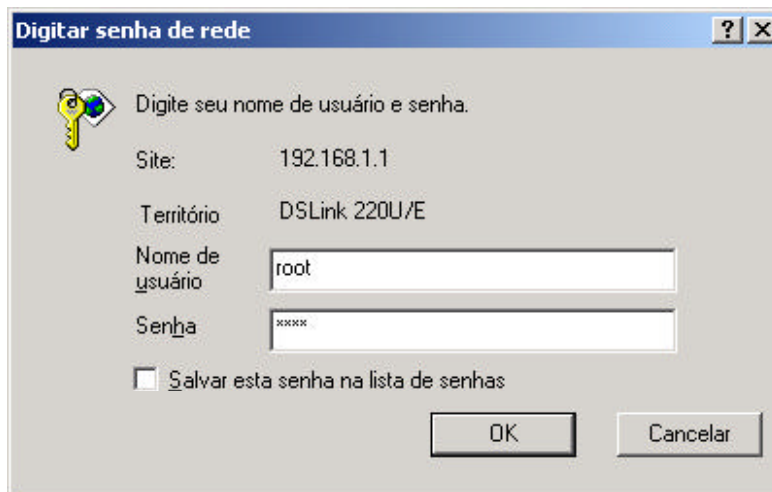 Digitar senha de rede
Digite seu nome de usuário e senha.
Site: 192.168.1.1
Território DSLink 220U/E
Nome de
usuário root
Senha ****
Salvar esta senha na lista de senhas
OK Cancelar